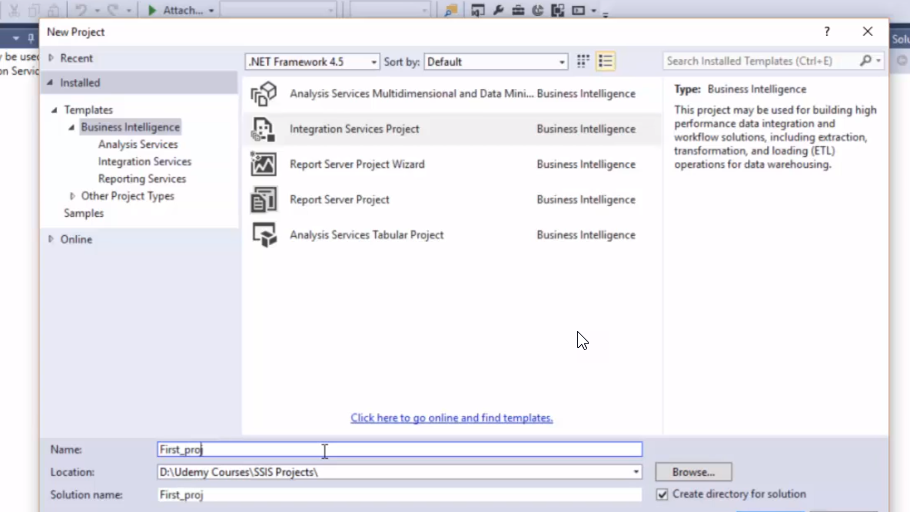 Attach...
New Project
?
Solu
y be used
on Servic
Recent
.NET Framework 4.5
Sort by:
Default
Search Installed Templates (Ctrl+E)
Installed
Templates
Business Intelligence
Analysis Services
Integration Services
Reporting Services
Other Project Types
Samples
Online
Analysis Services Multidimensional and Data Mini... Business Intelligence
Integration Services Project Business Intelligence
Report Server Project Wizard Business Intelligence
Report Server Project Business Intelligence
Analysis Services Tabular Project Business Intelligence
Type: Business Intelligence
This project may be used for building high
performance data integration and
workflow solutions, including extraction,
transformation, and loading (ETL)
operations for data warehousing.
Click here to go online and find templates.
Name: First_proj
Location: D:\Udemy Courses\SSIS Projects\
Browse...
Solution name: First_proj
Create directory for solution